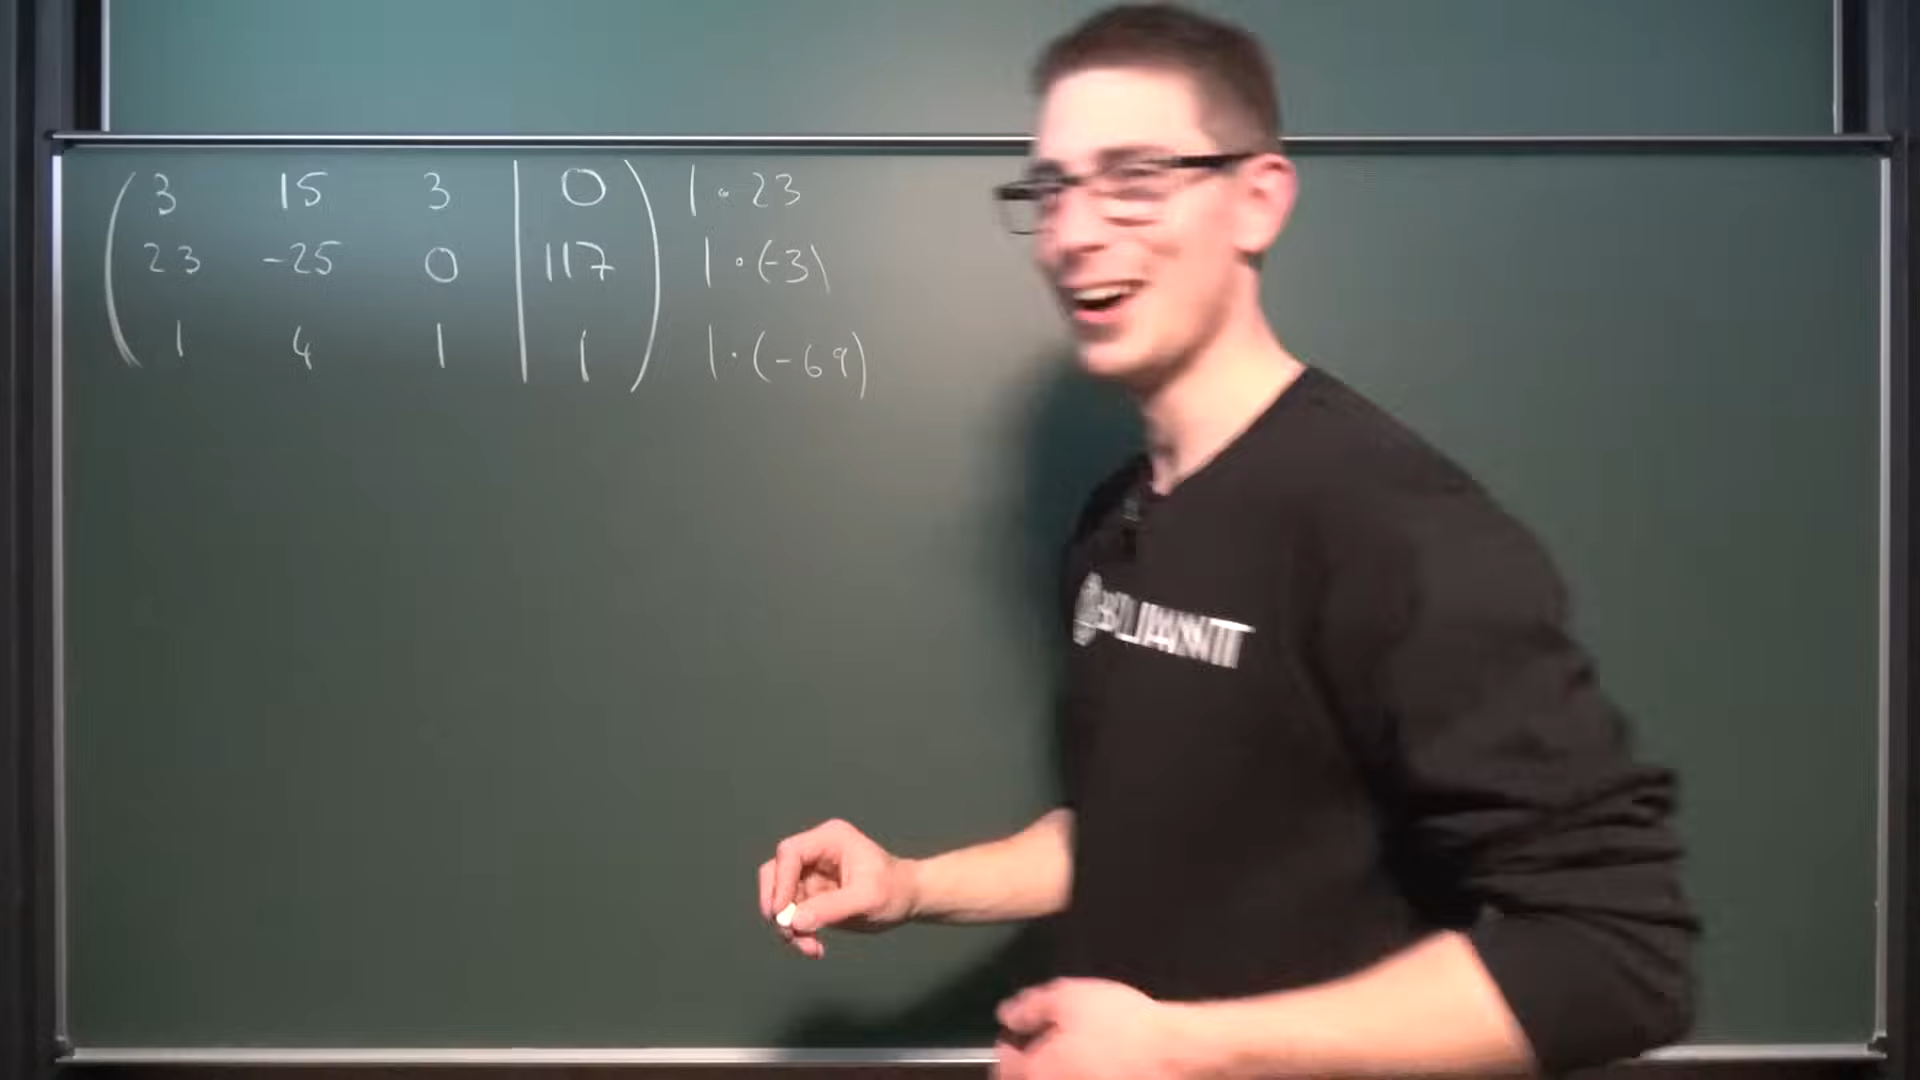 ( 3 15 3 | 0 ) | · 23
23 -25 0 | 117 | · (-3)
1 4 1 | 1 | · (-69)